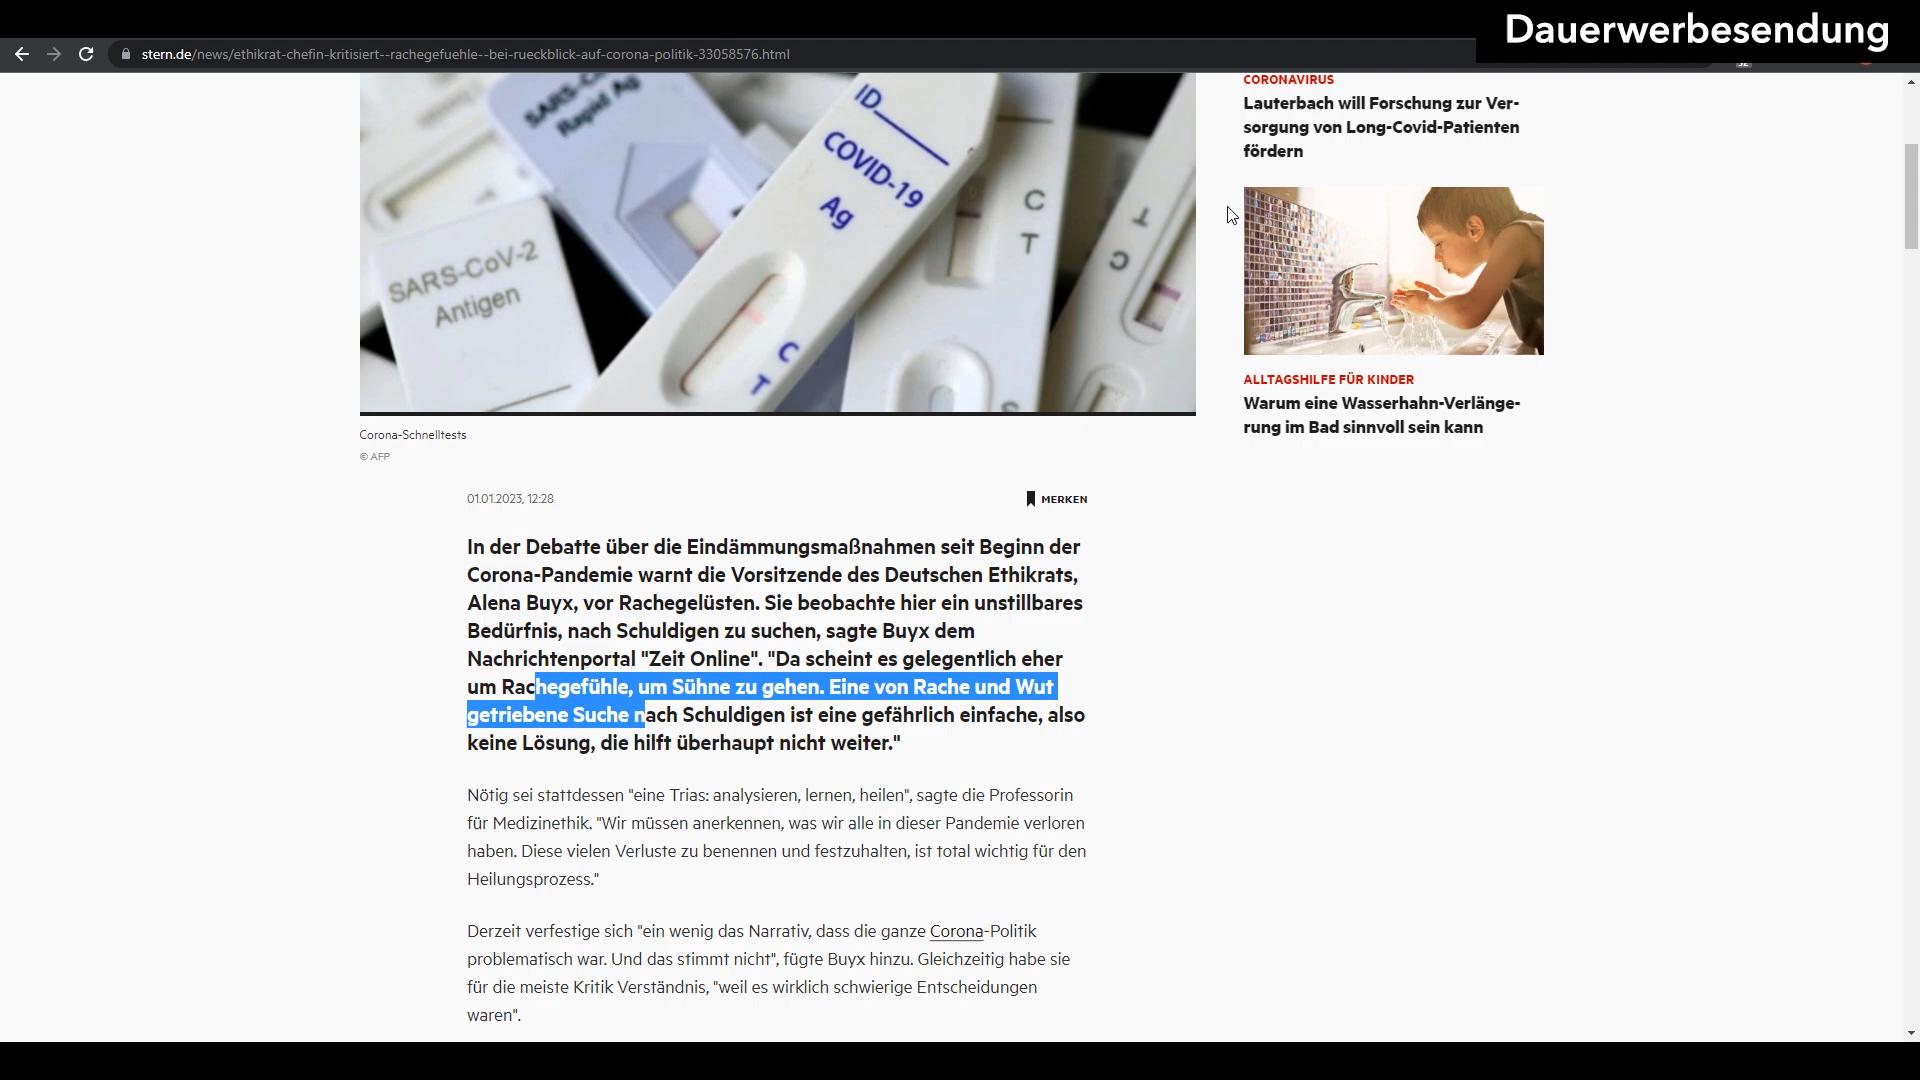 Dauerwerbesendung
stern.de/news/ethikrat-chefin-kritisiert--rachegefuehle--bei-rueckblick-auf-corona-politik-33058576.html
SARS-Co
Rapid Ag
ID
COVID-19
Ag
C
T
SARS-CoV-2
Antigen
C
T
T
C
Corona-Schnelltests
© AFP
CORONAVIRUS
Lauterbach will Forschung zur Ver-
sorgung von Long-Covid-Patienten
fördern
ALLTAGSHILFE FÜR KINDER
Warum eine Wasserhahn-Verlänge-
rung im Bad sinnvoll sein kann
01.01.2023, 12:28
MERKEN
In der Debatte über die Eindämmungsmaßnahmen seit Beginn der
Corona-Pandemie warnt die Vorsitzende des Deutschen Ethikrats,
Alena Buyx, vor Rachegelüsten. Sie beobachte hier ein unstillbares
Bedürfnis, nach Schuldigen zu suchen, sagte Buyx dem
Nachrichtenportal "Zeit Online". "Da scheint es gelegentlich eher
um Rachegefühle, um Sühne zu gehen. Eine von Rache und Wut
getriebene Suche nach Schuldigen ist eine gefährlich einfache, also
keine Lösung, die hilft überhaupt nicht weiter."
Nötig sei stattdessen "eine Trias: analysieren, lernen, heilen", sagte die Professorin
für Medizinethik. "Wir müssen anerkennen, was wir alle in dieser Pandemie verloren
haben. Diese vielen Verluste zu benennen und festzuhalten, ist total wichtig für den
Heilungsprozess."
Derzeit verfestige sich "ein wenig das Narrativ, dass die ganze Corona-Politik
problematisch war. Und das stimmt nicht", fügte Buyx hinzu. Gleichzeitig habe sie
für die meiste Kritik Verständnis, "weil es wirklich schwierige Entscheidungen
waren".